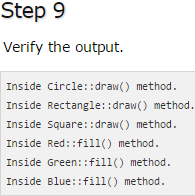 Step 9
Verify the output.
Inside Circle::draw() method.
Inside Rectangle::draw() method.
Inside Square::draw() method.
Inside Red::fill() method.
Inside Green::fill() method.
Inside Blue::fill() method.